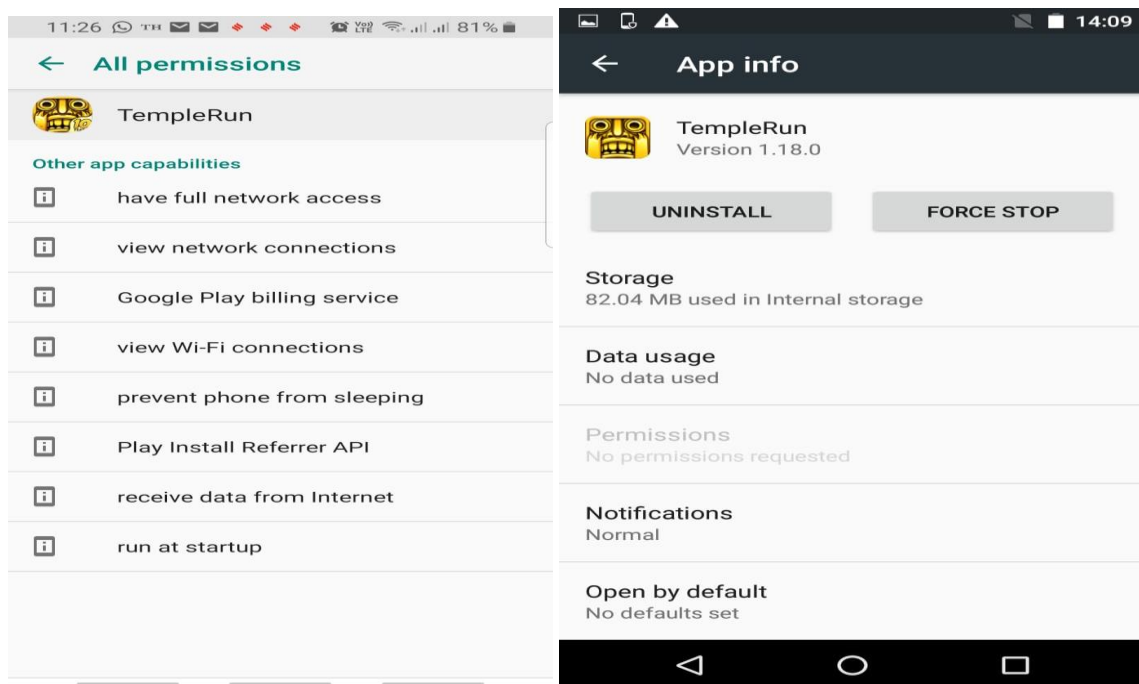 11:26 TH VoI) LTE 81%
All permissions
TempleRun
Other app capabilities
have full network access
view network connections
Google Play billing service
view Wi-Fi connections
prevent phone from sleeping
Play Install Referrer API
receive data from Internet
run at startup
14:09
App info
TempleRun
Version 1.18.0
UNINSTALL
FORCE STOP
Storage
82.04 MB used in Internal storage
Data usage
No data used
Permissions
No permissions requested
Notifications
Normal
Open by default
No defaults set